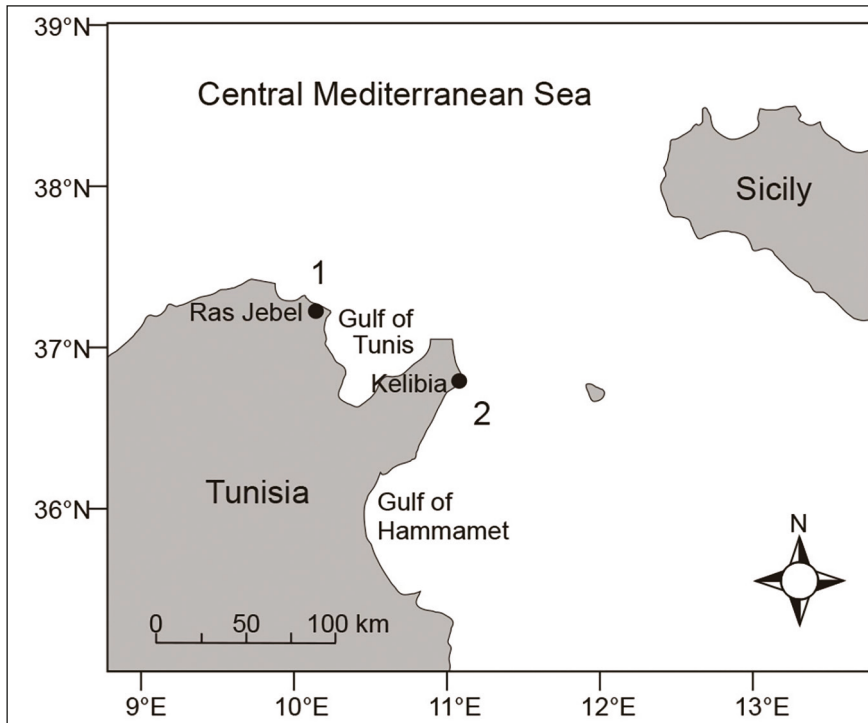 39°N
Central Mediterranean Sea
38°N
Sicily
1
Ras Jebel
Gulf of
Tunis
37°N
Kelibia
2
Tunisia
36°N
Gulf of
Hammamet
N
0 50 100 km
9°E 10°E 11°E 12°E 13°E